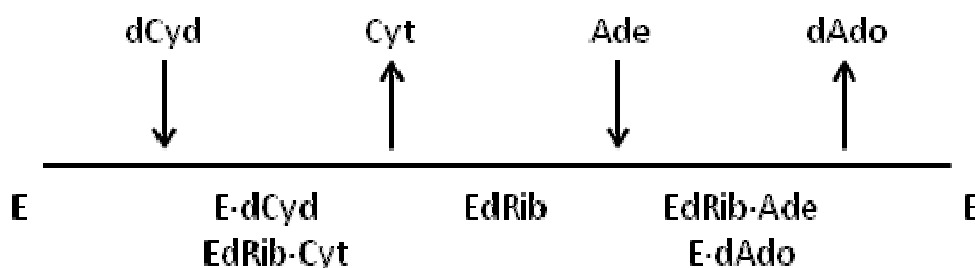 dCyd Cyt Ade dAdo
E E·dCyd EdRib EdRib·Ade E
EdRib·Cyt E·dAdo